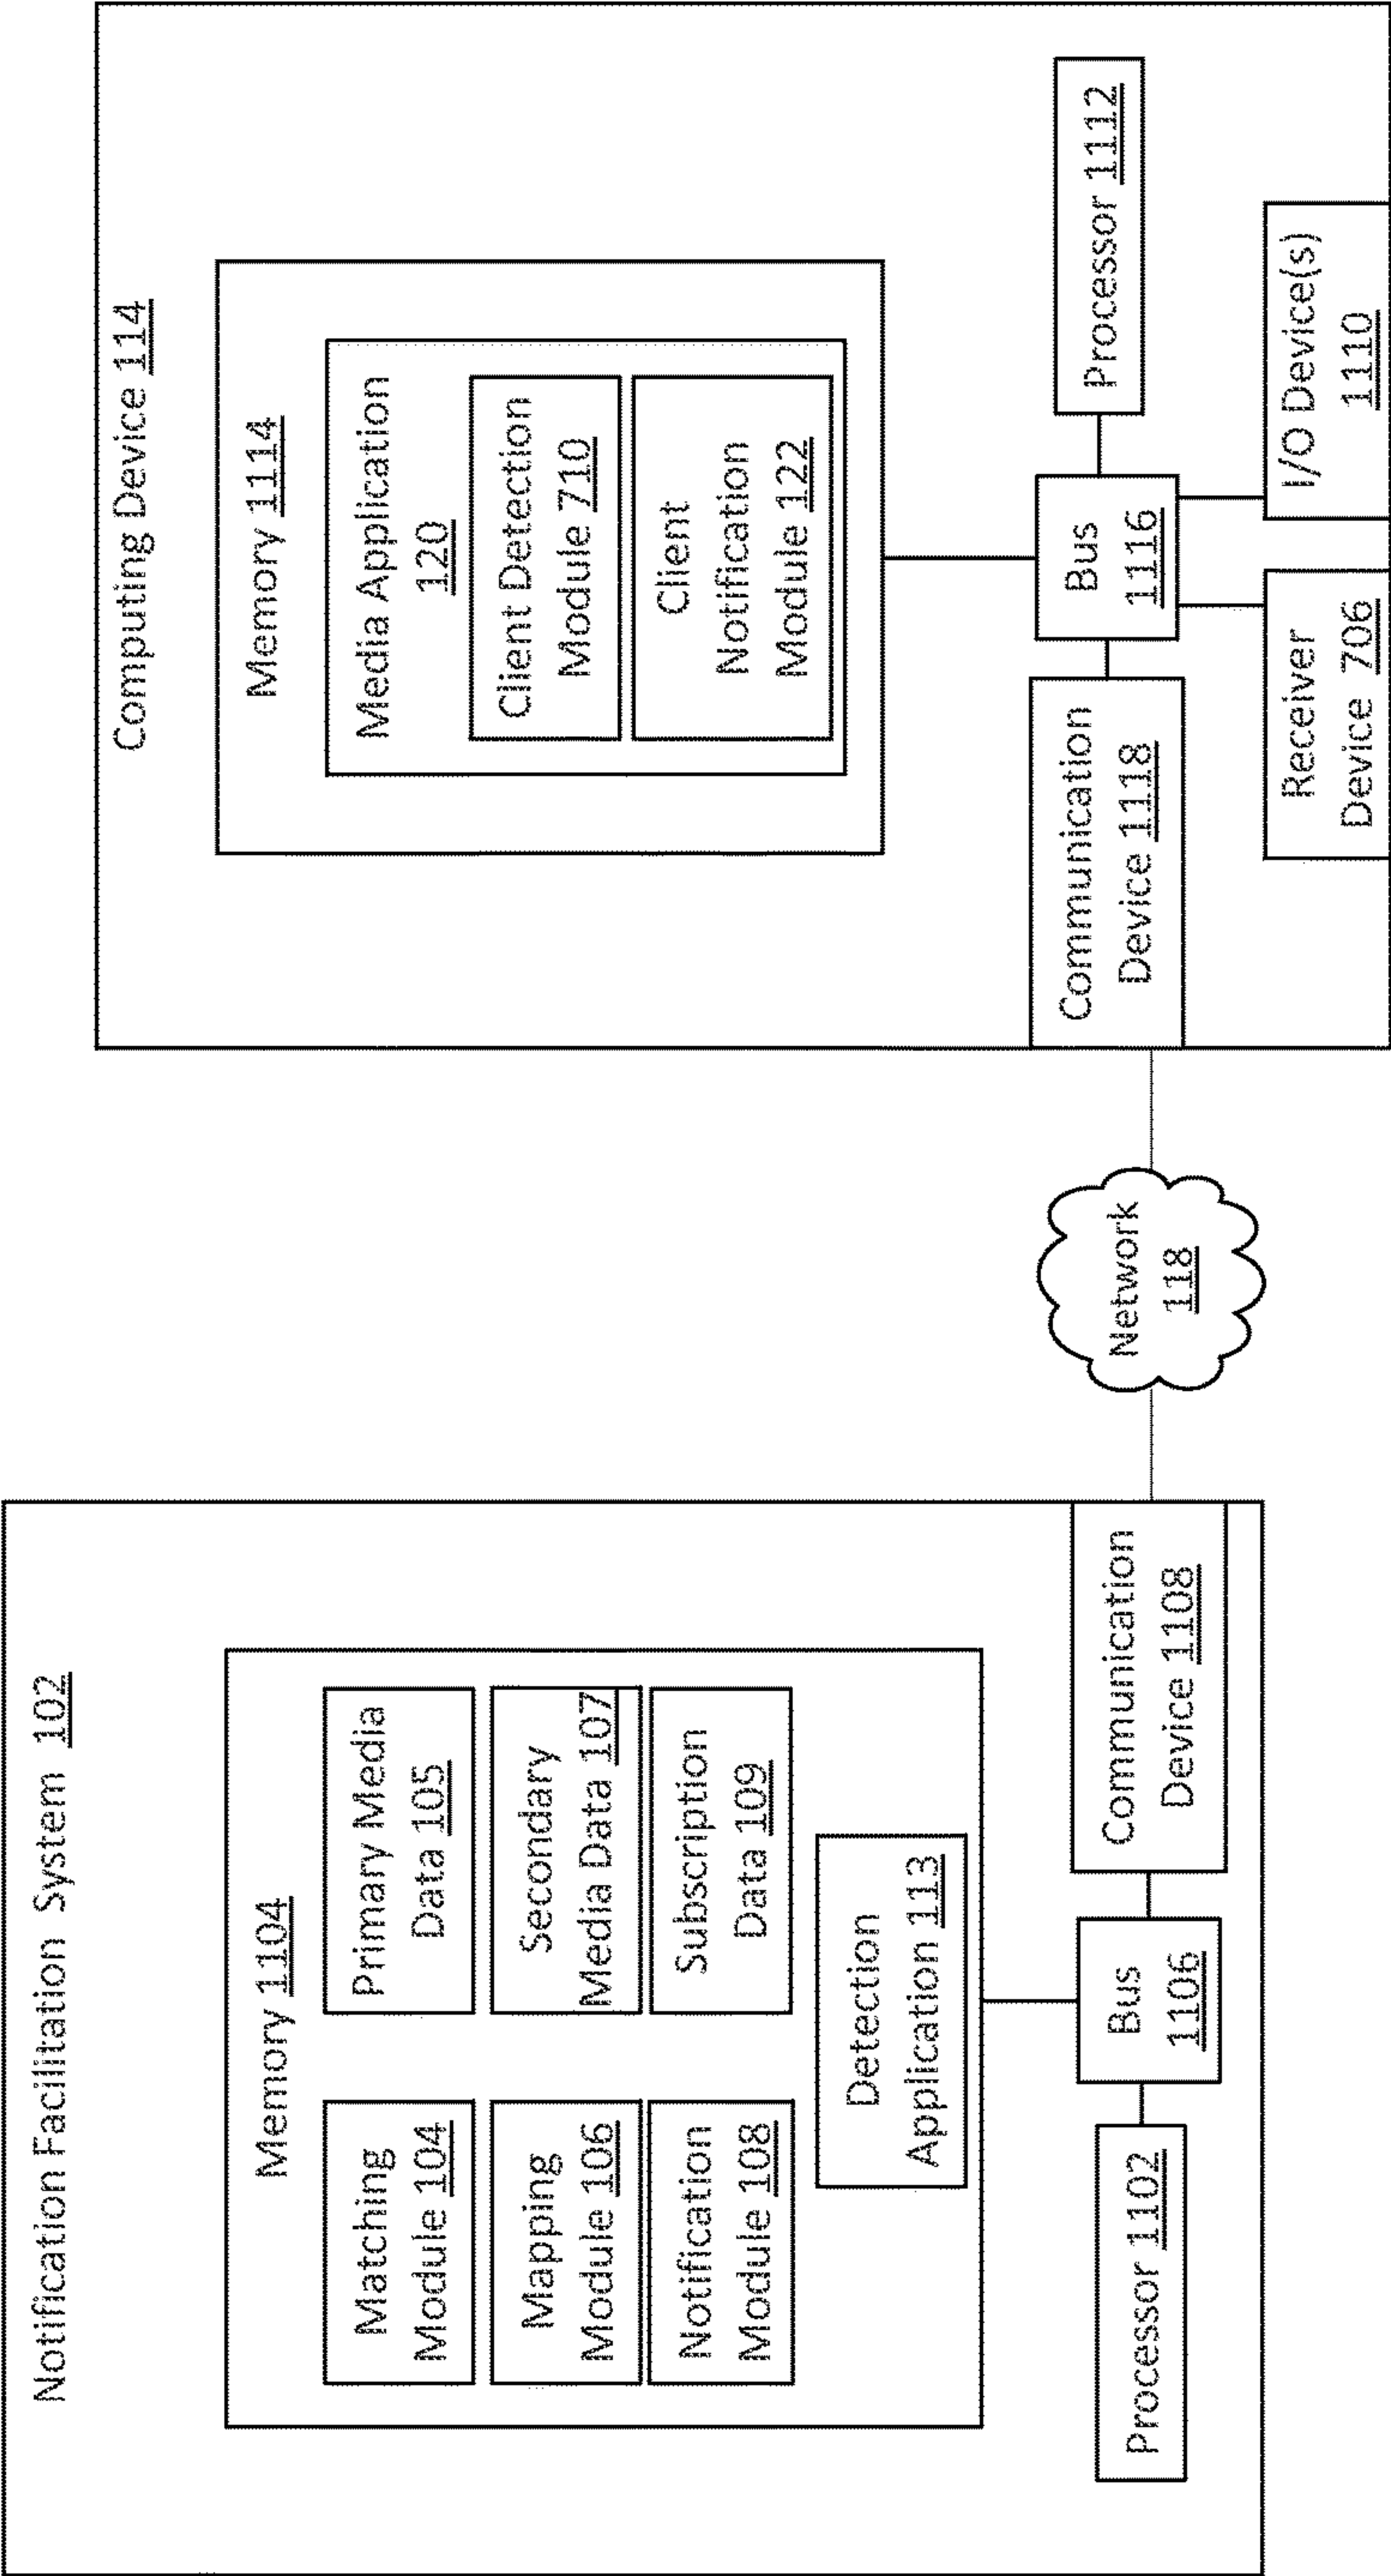 Notification Facilitation System 102
Memory 1104
Matching
Module 104
Mapping
Module 106
Notification
Module 108
Primary Media
Data 105
Secondary
Media Data 107
Subscription
Data 109
Detection
Application 113
Processor 1102
Bus
1106
Communication
Device 1108
Network
118
Computing Device 114
Memory 1114
Media Application
120
Client Detection
Module 710
Client
Notification
Module 122
Communication
Device 1118
Bus
1116
Processor 1112
Receiver
Device 706
I/O Device(s)
1110